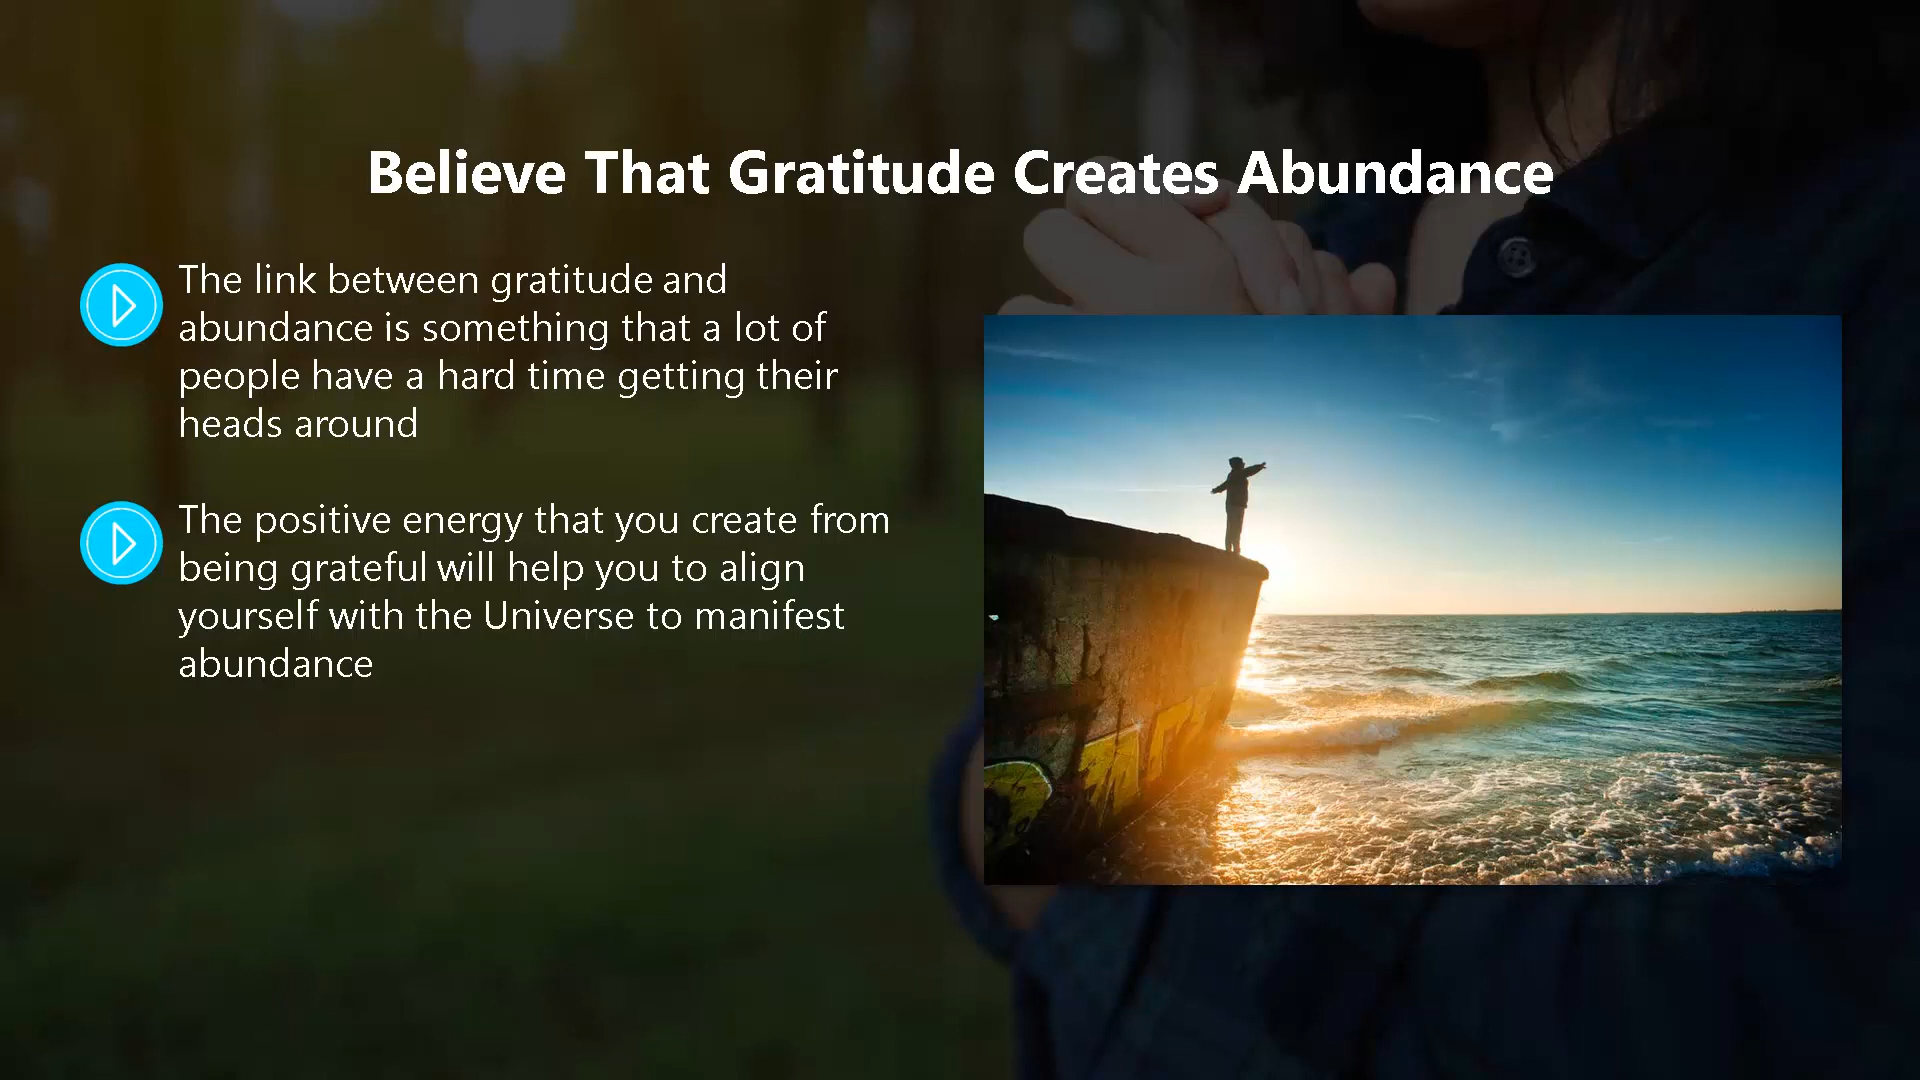 Believe That Gratitude Creates Abundance
The link between gratitude and
abundance is something that a lot of
people have a hard time getting their
heads around
The positive energy that you create from
being grateful will help you to align
yourself with the Universe to manifest
abundance